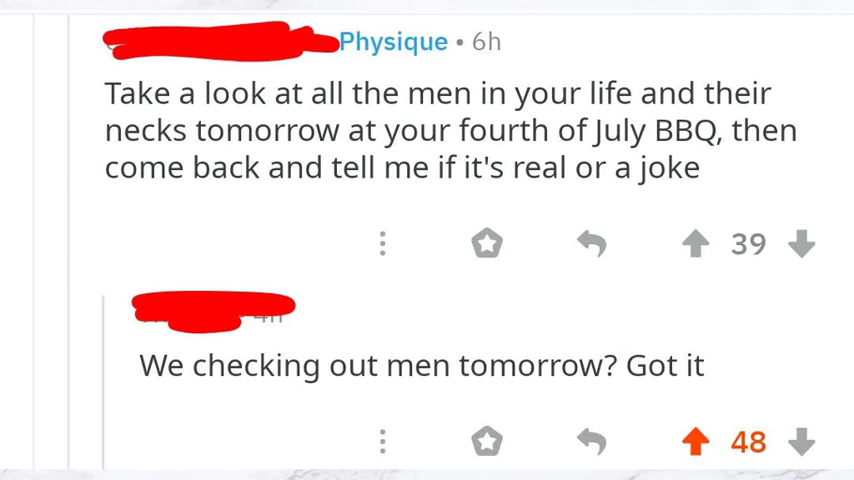 Physique • 6h
Take a look at all the men in your life and their
necks tomorrow at your fourth of July BBQ, then
come back and tell me if it's real or a joke
39
We checking out men tomorrow? Got it
48